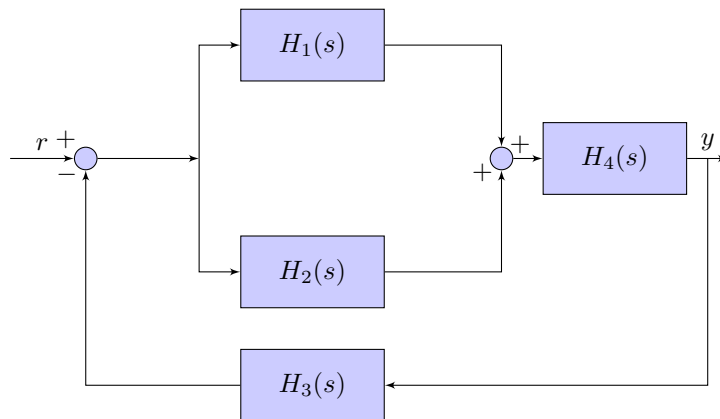 H₁(s)
r + − + + H₄(s) y
H₂(s)
H₃(s)